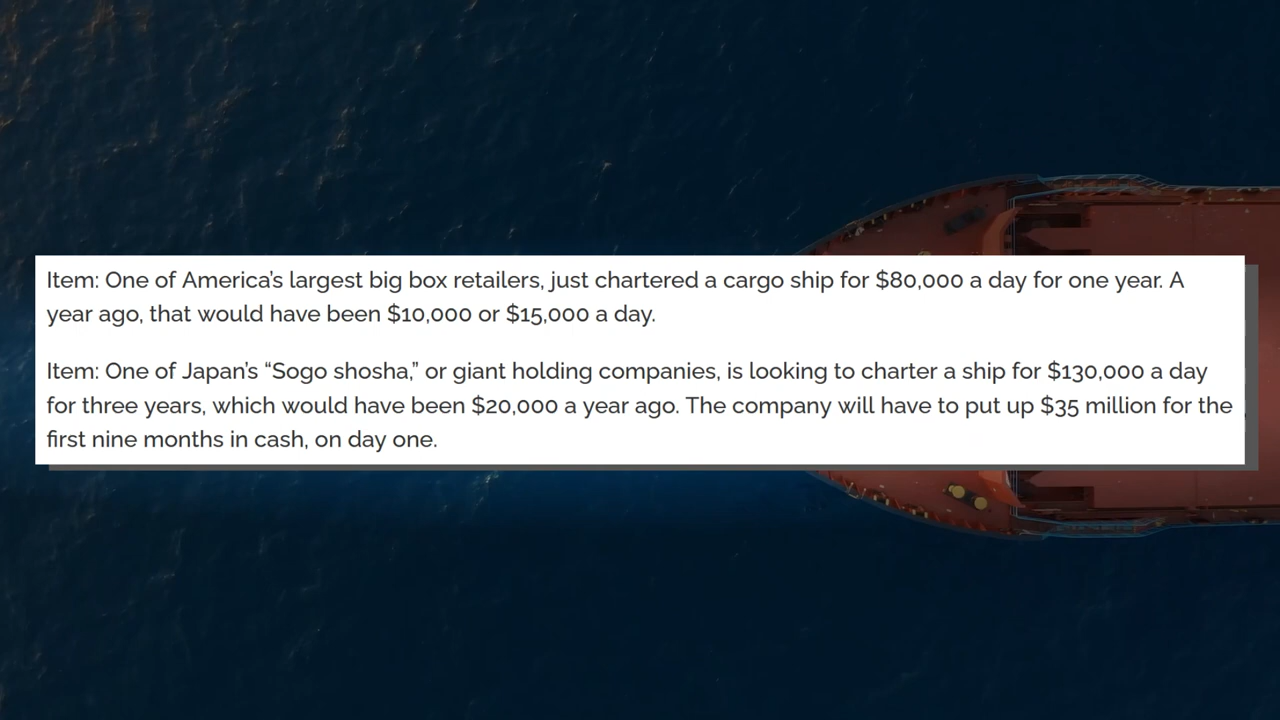 Item: One of America’s largest big box retailers, just chartered a cargo ship for $80,000 a day for one year. A
year ago, that would have been $10,000 or $15,000 a day.
Item: One of Japan’s “Sogo shosha,” or giant holding companies, is looking to charter a ship for $130,000 a day
for three years, which would have been $20,000 a year ago. The company will have to put up $35 million for the
first nine months in cash, on day one.